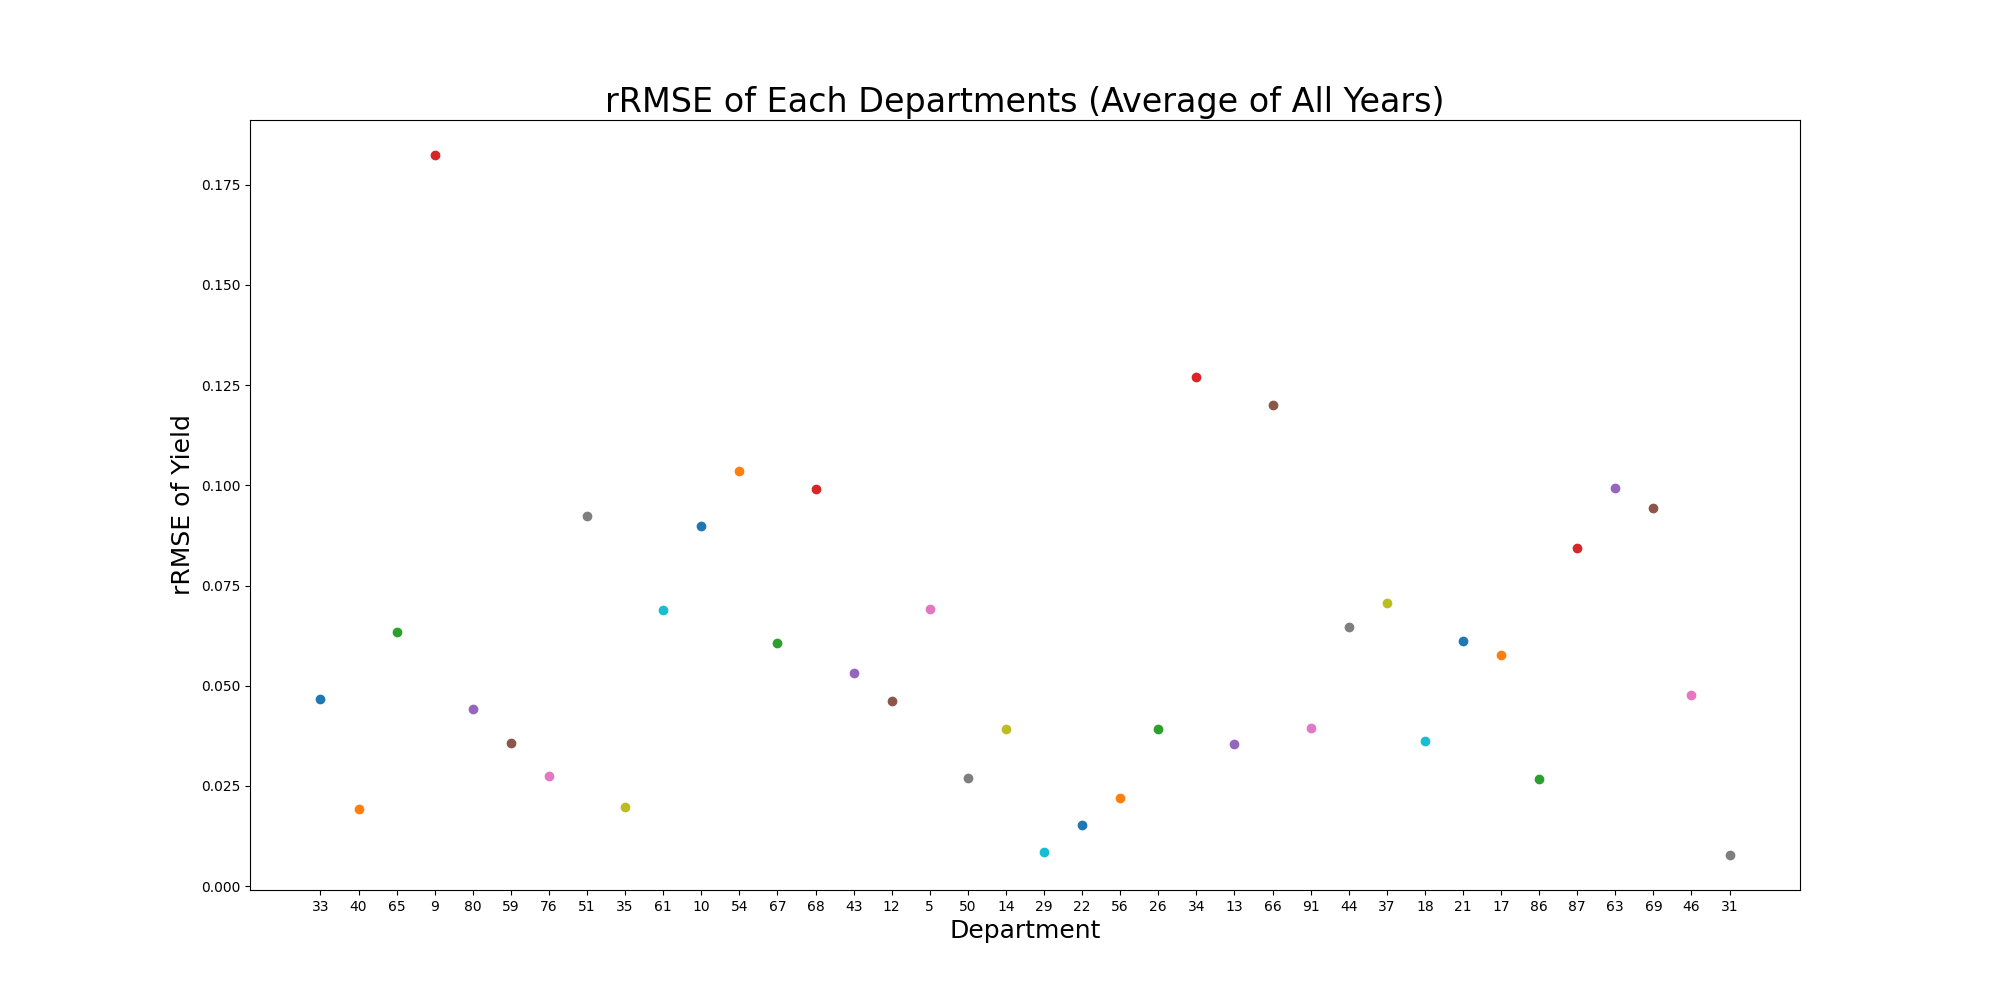 rRMSE of Each Departments (Average of All Years)
rRMSE of Yield
0.175
0.150
0.125
0.100
0.075
0.050
0.025
0.000
33 40 65 9 80 59 76 51 35 61 10 54 67 68 43 12 5 50 14 29 22 56 26 34 13 66 91 44 37 18 21 17 86 87 63 69 46 31
Department